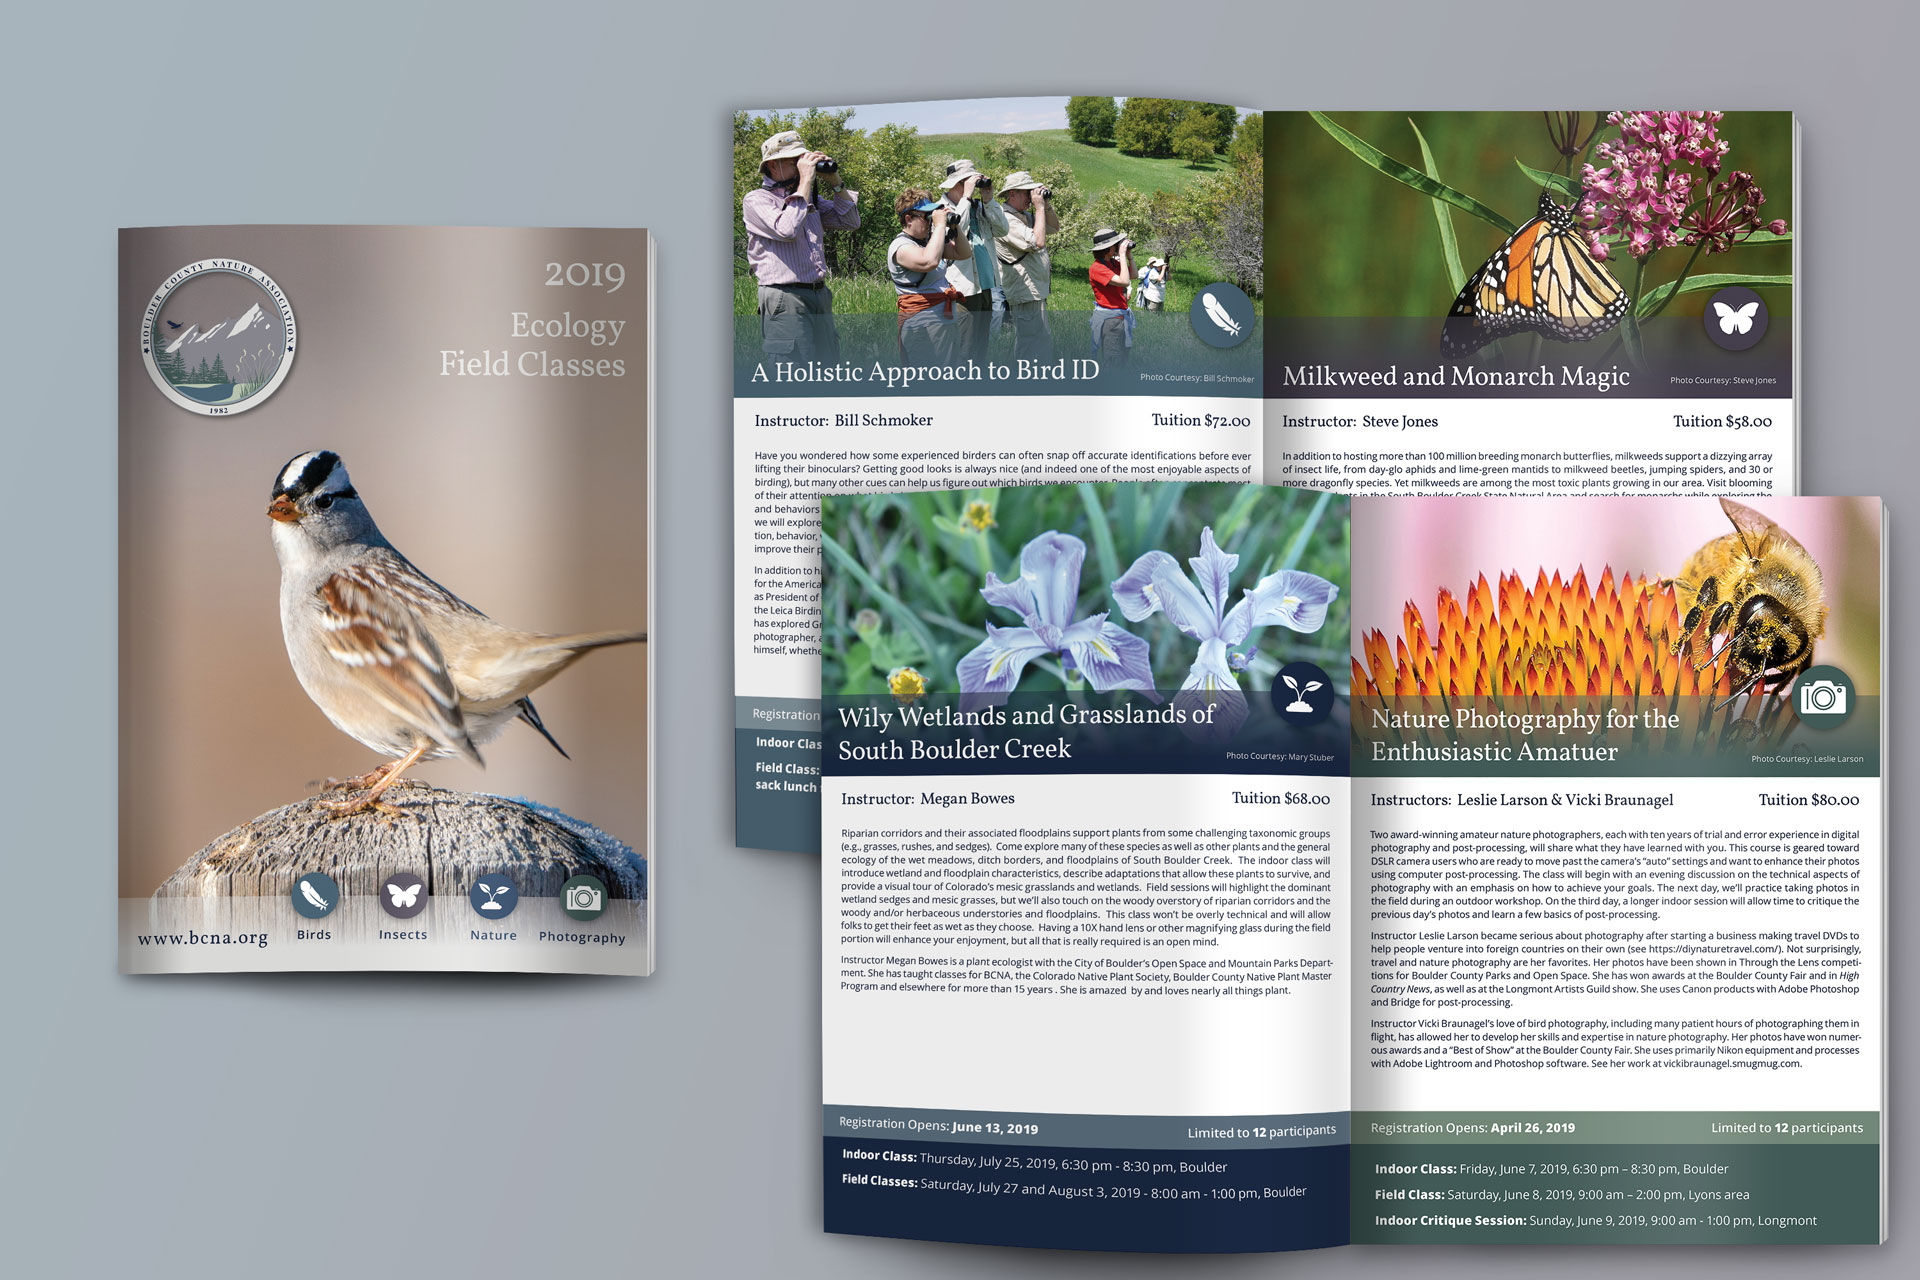 BOULDER COUNTY NATURE ASSOCIATION
1982
2019
Ecology
Field Classes
www.bcna.org
Birds
Insects
Nature
Photography
A Holistic Approach to Bird ID
Photo Courtesy: Bill Schmoker
Instructor: Bill Schmoker
Tuition $72.00
Have you wondered how some experienced birders can often snap off accurate identifications before ever
lifting their binoculars? Getting good looks is always nice (and indeed one of the most enjoyable aspects of
birding), but many other cues can help us figure out which birds we encounter. People often concentrate most
of their attention on what
and behaviors
we will explore
tion, behavior,
improve their
In addition to
for the America
as President of
the Leica Birdin
has explored
photographer,
himself, whethe
Registration
Indoor Clas
Field Class:
sack lunch
Milkweed and Monarch Magic
Photo Courtesy: Steve Jones
Instructor: Steve Jones
Tuition $58.00
In addition to hosting more than 100 million breeding monarch butterflies, milkweeds support a dizzying array
of insect life, from day-glo aphids and lime-green mantids to milkweed beetles, jumping spiders, and 30 or
more dragonfly species. Yet milkweeds are among the most toxic plants growing in our area. Visit blooming
in the South Boulder Creek State Natural Area and search for monarchs while exploring the
Wily Wetlands and Grasslands of
South Boulder Creek
Photo Courtesy: Mary Stuber
Instructor: Megan Bowes
Tuition $68.00
Riparian corridors and their associated floodplains support plants from some challenging taxonomic groups
(e.g., grasses, rushes, and sedges). Come explore many of these species as well as other plants and the general
ecology of the wet meadows, ditch borders, and floodplains of South Boulder Creek. The indoor class will
introduce wetland and floodplain characteristics, describe adaptations that allow these plants to survive, and
provide a visual tour of Colorado's mesic grasslands and wetlands. Field sessions will highlight the dominant
wetland sedges and mesic grasses, but we'll also touch on the woody overstory of riparian corridors and the
woody and/or herbaceous understories and floodplains. This class won't be overly technical and will allow
folks to get their feet as wet as they choose. Having a 10X hand lens or other magnifying glass during the field
portion will enhance your enjoyment, but all that is really required is an open mind.
Instructor Megan Bowes is a plant ecologist with the City of Boulder's Open Space and Mountain Parks Depart-
ment. She has taught classes for BCNA, the Colorado Native Plant Society, Boulder County Native Plant Master
Program and elsewhere for more than 15 years . She is amazed by and loves nearly all things plant.
Registration Opens: June 13, 2019
Limited to 12 participants
Indoor Class: Thursday, July 25, 2019, 6:30 pm - 8:30 pm, Boulder
Field Classes: Saturday, July 27 and August 3, 2019 - 8:00 am - 1:00 pm, Boulder
Nature Photography for the
Enthusiastic Amatuer
Photo Courtesy: Leslie Larson
Instructors: Leslie Larson & Vicki Braunagel
Tuition $80.00
Two award-winning amateur nature photographers, each with ten years of trial and error experience in digital
photography and post-processing, will share what they have learned with you. This course is geared toward
DSLR camera users who are ready to move past the camera's "auto" settings and want to enhance their photos
using computer post-processing. The class will begin with an evening discussion on the technical aspects of
photography with an emphasis on how to achieve your goals. The next day, we'll practice taking photos in
the field during an outdoor workshop. On the third day, a longer indoor session will allow time to critique the
previous day's photos and learn a few basics of post-processing.
Instructor Leslie Larson became serious about photography after starting a business making travel DVDs to
help people venture into foreign countries on their own (see https://diynaturetravel.com/). Not surprisingly,
travel and nature photography are her favorites. Her photos have been shown in Through the Lens competi-
tions for Boulder County Parks and Open Space. She has won awards at the Boulder County Fair and in High
Country News, as well as at the Longmont Artists Guild show. She uses Canon products with Adobe Photoshop
and Bridge for post-processing.
Instructor Vicki Braunagel's love of bird photography, including many patient hours of photographing them in
flight, has allowed her to develop her skills and expertise in nature photography. Her photos have won numer-
ous awards and a "Best of Show" at the Boulder County Fair. She uses primarily Nikon equipment and processes
with Adobe Lightroom and Photoshop software. See her work at vickibraunagel.smugmug.com.
Registration Opens: April 26, 2019
Limited to 12 participants
Indoor Class: Friday, June 7, 2019, 6:30 pm – 8:30 pm, Boulder
Field Class: Saturday, June 8, 2019, 9:00 am – 2:00 pm, Lyons area
Indoor Critique Session: Sunday, June 9, 2019, 9:00 am - 1:00 pm, Longmont